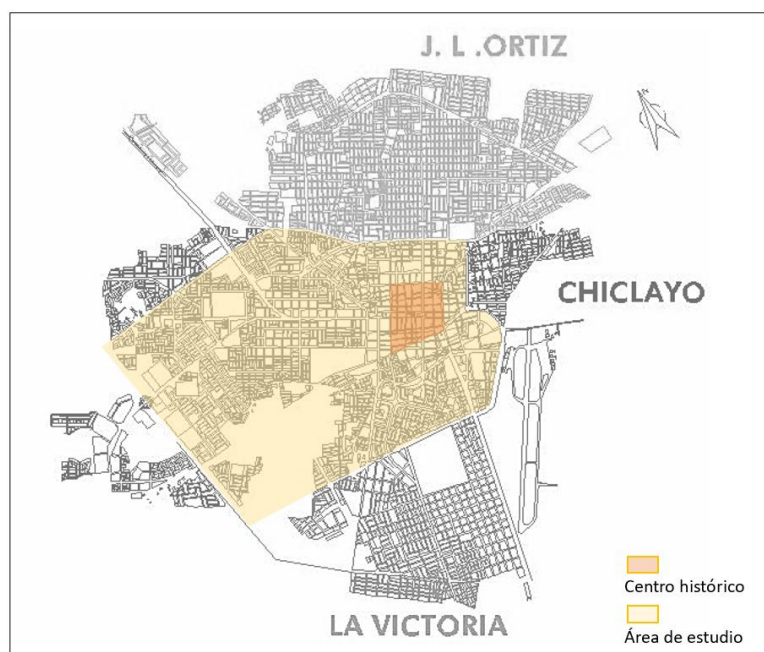 J. L .ORTIZ
CHICLAYO
Centro histórico
LA VICTORIA
Área de estudio